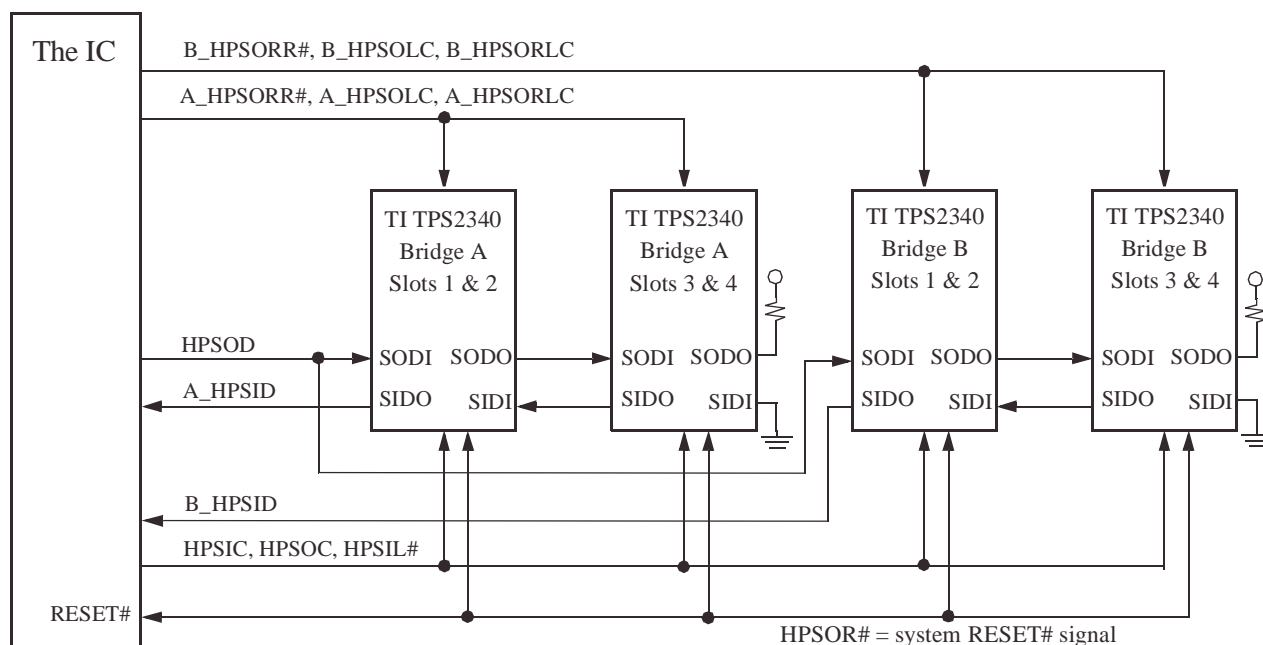 The IC
B_HPSORR#, B_HPSOLC, B_HPSORLC
A_HPSORR#, A_HPSOLC, A_HPSORLC
TI TPS2340
Bridge A
Slots 1 & 2
TI TPS2340
Bridge A
Slots 3 & 4
TI TPS2340
Bridge B
Slots 1 & 2
TI TPS2340
Bridge B
Slots 3 & 4
HPSOD
SODI SODO
SODI SODO
SODI SODO
SODI SODO
A_HPSID
SIDO SIDI
SIDO SIDI
SIDO SIDI
SIDO SIDI
B_HPSID
HPSIC, HPSOC, HPSIL#
RESET#
HPSOR# = system RESET# signal